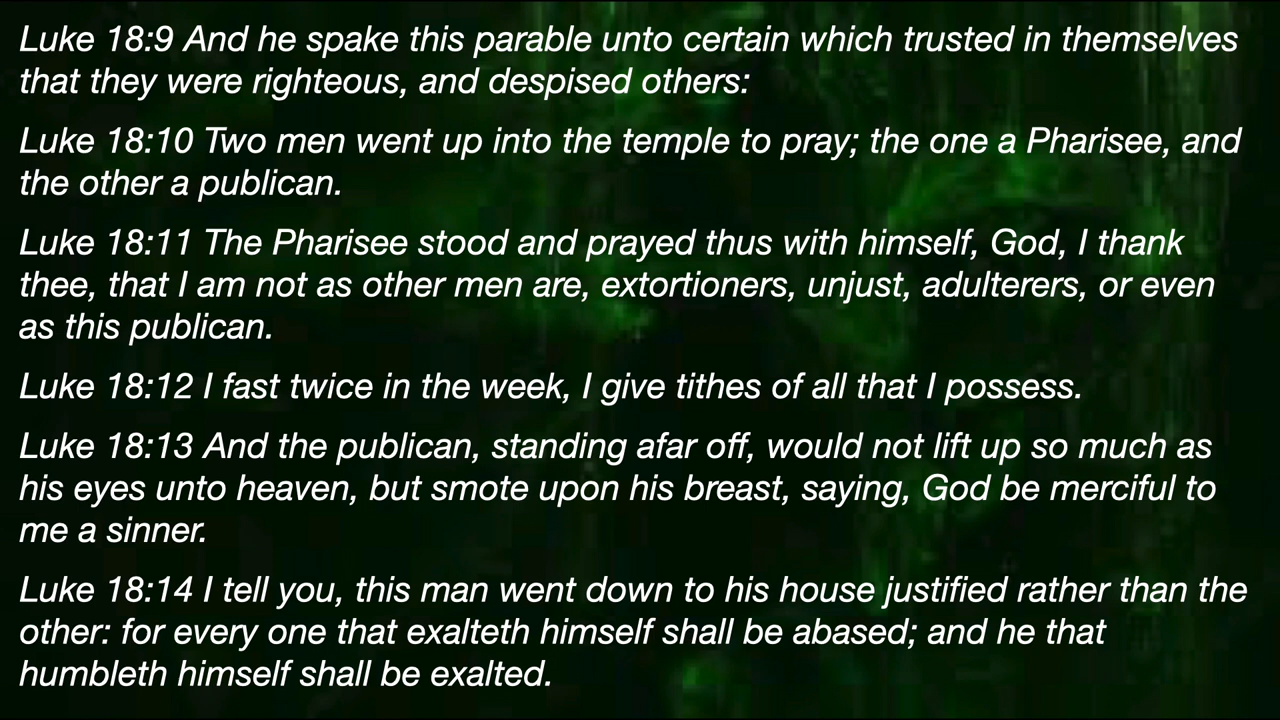 Luke 18:9 And he spake this parable unto certain which trusted in themselves
that they were righteous, and despised others:
Luke 18:10 Two men went up into the temple to pray; the one a Pharisee, and
the other a publican.
Luke 18:11 The Pharisee stood and prayed thus with himself, God, I thank
thee, that I am not as other men are, extortioners, unjust, adulterers, or even
as this publican.
Luke 18:12 I fast twice in the week, I give tithes of all that I possess.
Luke 18:13 And the publican, standing afar off, would not lift up so much as
his eyes unto heaven, but smote upon his breast, saying, God be merciful to
me a sinner.
Luke 18:14 I tell you, this man went down to his house justified rather than the
other: for every one that exalteth himself shall be abased; and he that
humbleth himself shall be exalted.